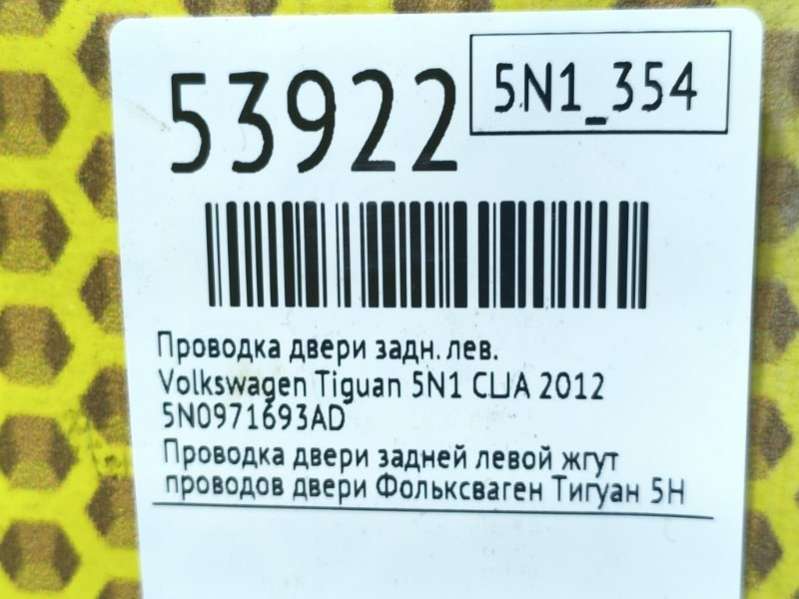 53922
5N1_354
Проводка двери задн. лев.
Volkswagen Tiguan 5N1 США 2012
5N0971693AD
Проводка двери задней левой жгут
проводов двери Фольксваген Тигуан 5Н